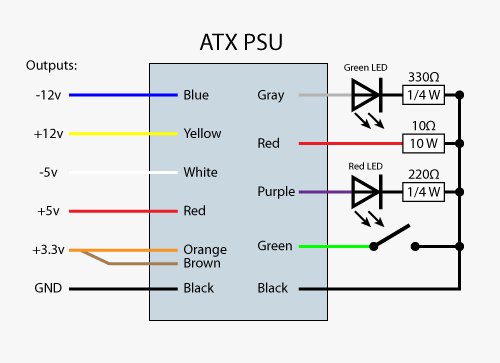 ATX PSU
Outputs:
-12v
+12v
-5v
+5v
+3.3v
GND
Blue
Yellow
White
Red
Orange
Brown
Black
Gray
Red
Purple
Green
Black
Green LED
330Ω
1/4 W
10Ω
10 W
Red LED
220Ω
1/4 W